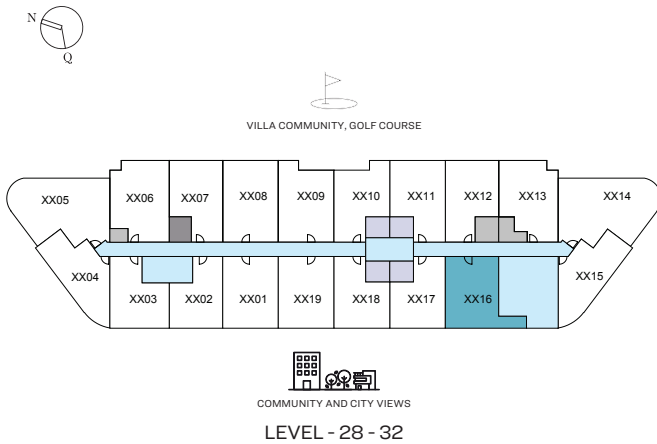 N
Q
VILLA COMMUNITY, GOLF COURSE
XX05 XX06 XX07 XX08 XX09 XX10 XX11 XX12 XX13 XX14
XX04 XX03 XX02 XX01 XX19 XX18 XX17 XX16 XX15
COMMUNITY AND CITY VIEWS
LEVEL - 28 - 32